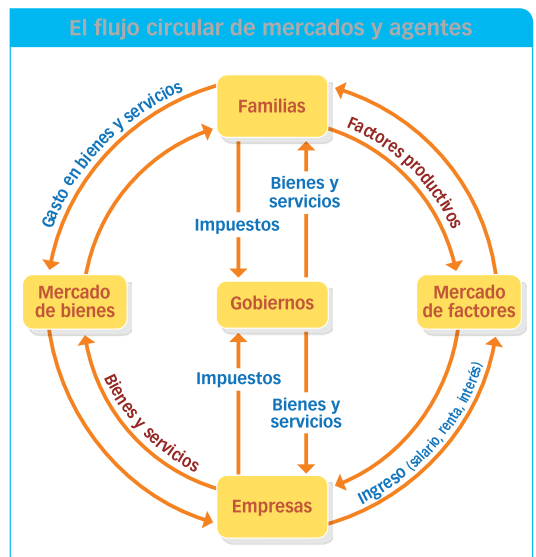 El flujo circular de mercados y agentes
Familias
Gasto en bienes y servicios
Factores productivos
Bienes y
servicios
Impuestos
Mercado
de bienes
Gobiernos
Mercado
de factores
Impuestos
Bienes y
servicios
Bienes y servicios
Ingreso (salario, renta, interés)
Empresas